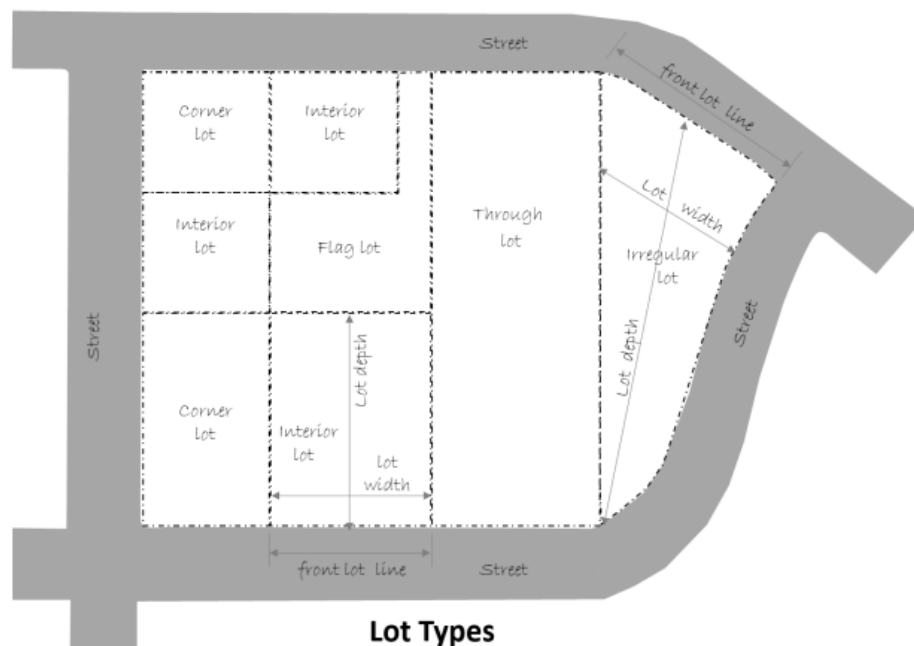 Street
front lot line
Corner
lot
Interior
lot
Lot width
Through
lot
Interior
lot
Flag lot
Irregular
lot
Street
Street
Lot depth
Lot depth
Corner
lot
Interior
lot
lot
width
front lot line
Street
Lot Types